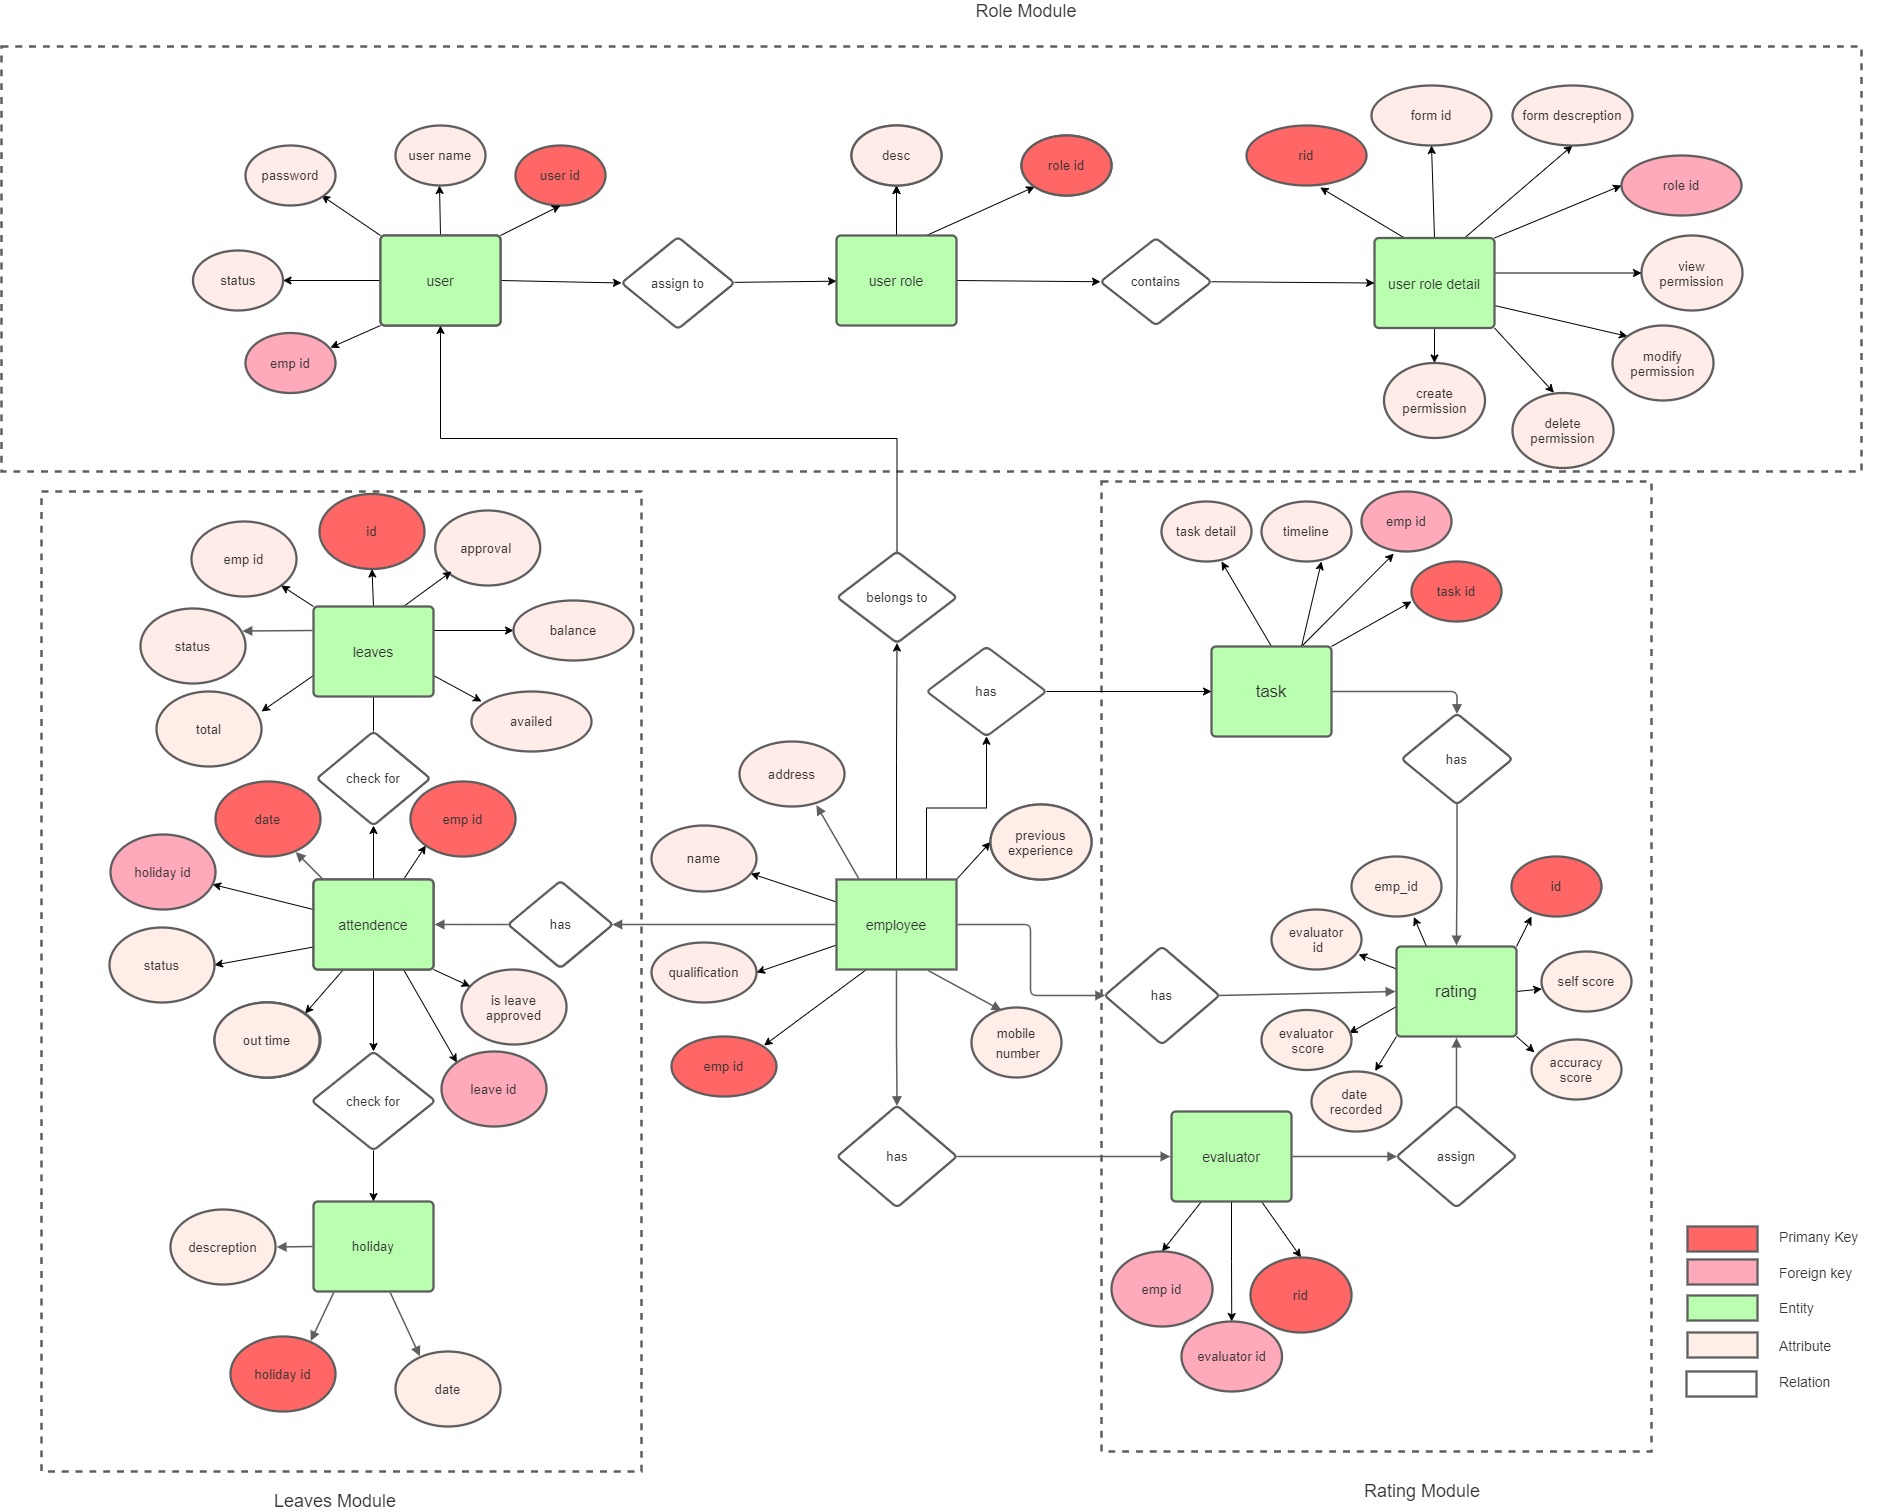 Role Module
form id
form descreption
user name
desc
rid
password
user id
role id
role id
status
user
assign to
user role
contains
user role detail
view
permission
emp id
modify
permission
create
permission
delete
permission
id
emp id
approval
task detail
timeline
emp id
task id
belongs to
status
balance
leaves
has
task
total
availed
check for
address
has
date
emp id
previous
experience
name
holiday id
emp_id
id
attendence
has
employee
evaluator
id
status
qualification
self score
rating
has
is leave
approved
out time
mobile
number
evaluator
score
emp id
accuracy
score
leave id
check for
date
recorded
has
evaluator
assign
descreption
holiday
Primany Key
Foreign key
emp id
rid
Entity
evaluator id
Attribute
holiday id
date
Relation
Leaves Module
Rating Module